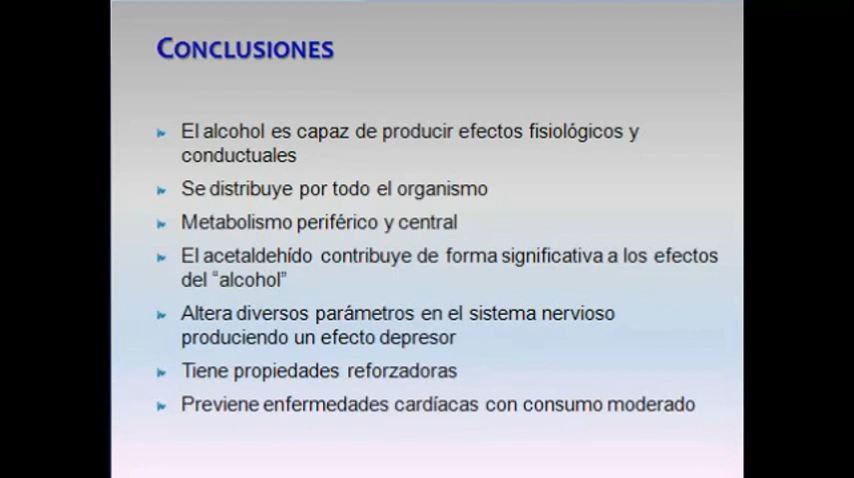 CONCLUSIONES
El alcohol es capaz de producir efectos fisiológicos y
conductuales
Se distribuye por todo el organismo
Metabolismo periférico y central
El acetaldehído contribuye de forma significativa a los efectos
del “alcohol”
Altera diversos parámetros en el sistema nervioso
produciendo un efecto depresor
Tiene propiedades reforzadoras
Previene enfermedades cardíacas con consumo moderado